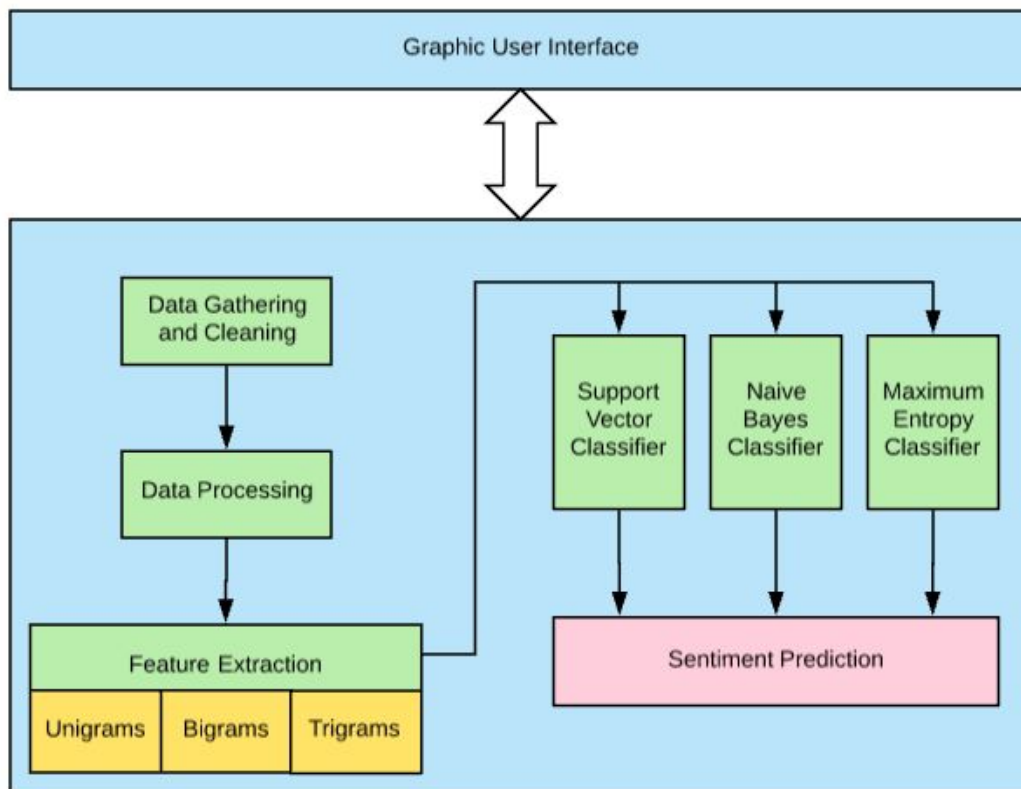 Graphic User Interface
Data Gathering
and Cleaning
Data Processing
Feature Extraction
Unigrams
Bigrams
Trigrams
Support
Vector
Classifier
Naive
Bayes
Classifier
Maximum
Entropy
Classifier
Sentiment Prediction